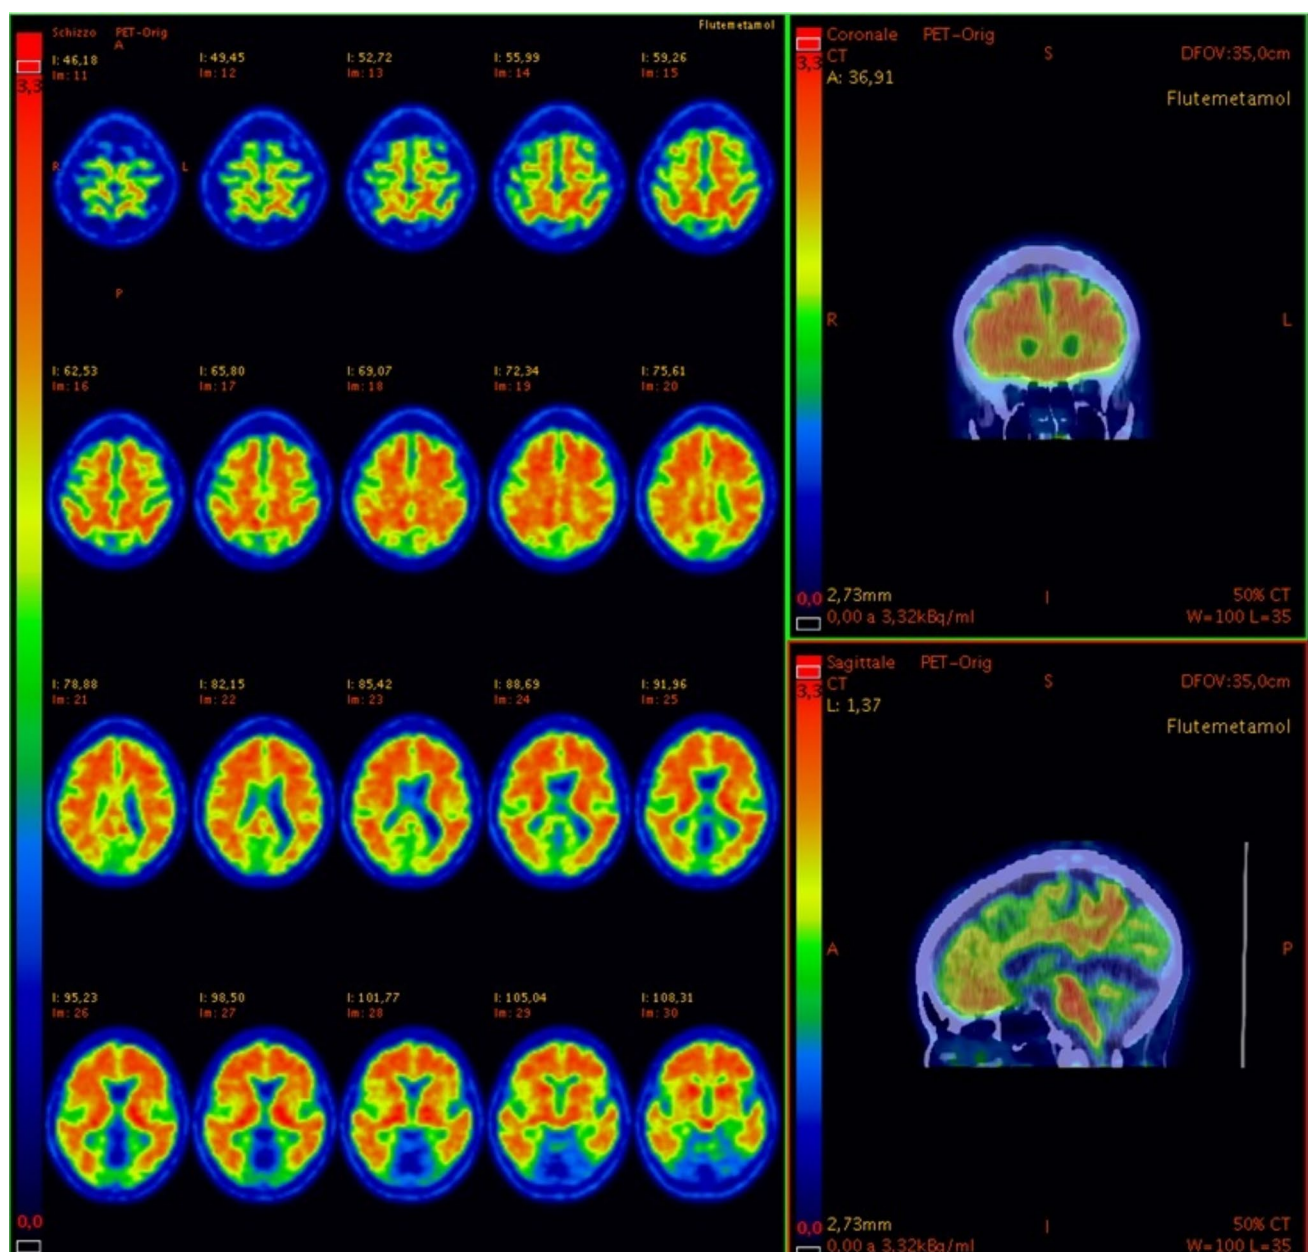 Schizzo PET-Orig
Flutemetamol
A
I: 46,18
Im: 11
I: 49,45
Im: 12
I: 52,72
Im: 13
I: 55,99
Im: 14
I: 59,26
Im: 15
3,3
R
L
P
I: 62,53
Im: 16
I: 65,80
Im: 17
I: 69,07
Im: 18
I: 72,34
Im: 19
I: 75,61
Im: 20
I: 78,88
Im: 21
I: 82,15
Im: 22
I: 85,42
Im: 23
I: 88,69
Im: 24
I: 91,96
Im: 25
I: 95,23
Im: 26
I: 98,50
Im: 27
I: 101,77
Im: 28
I: 105,04
Im: 29
I: 108,31
Im: 30
0,0
Coronale PET-Orig
CT
S
DFOV:35,0cm
3,3
A: 36,91
Flutemetamol
R
L
2,73mm
I
50% CT
0,0
0,00 a 3,32kBq/ml
W=100 L=35
Sagittale PET-Orig
CT
S
DFOV:35,0cm
3,3
L: 1,37
Flutemetamol
A
P
2,73mm
I
50% CT
0,0
0,00 a 3,32kBq/ml
W=100 L=35